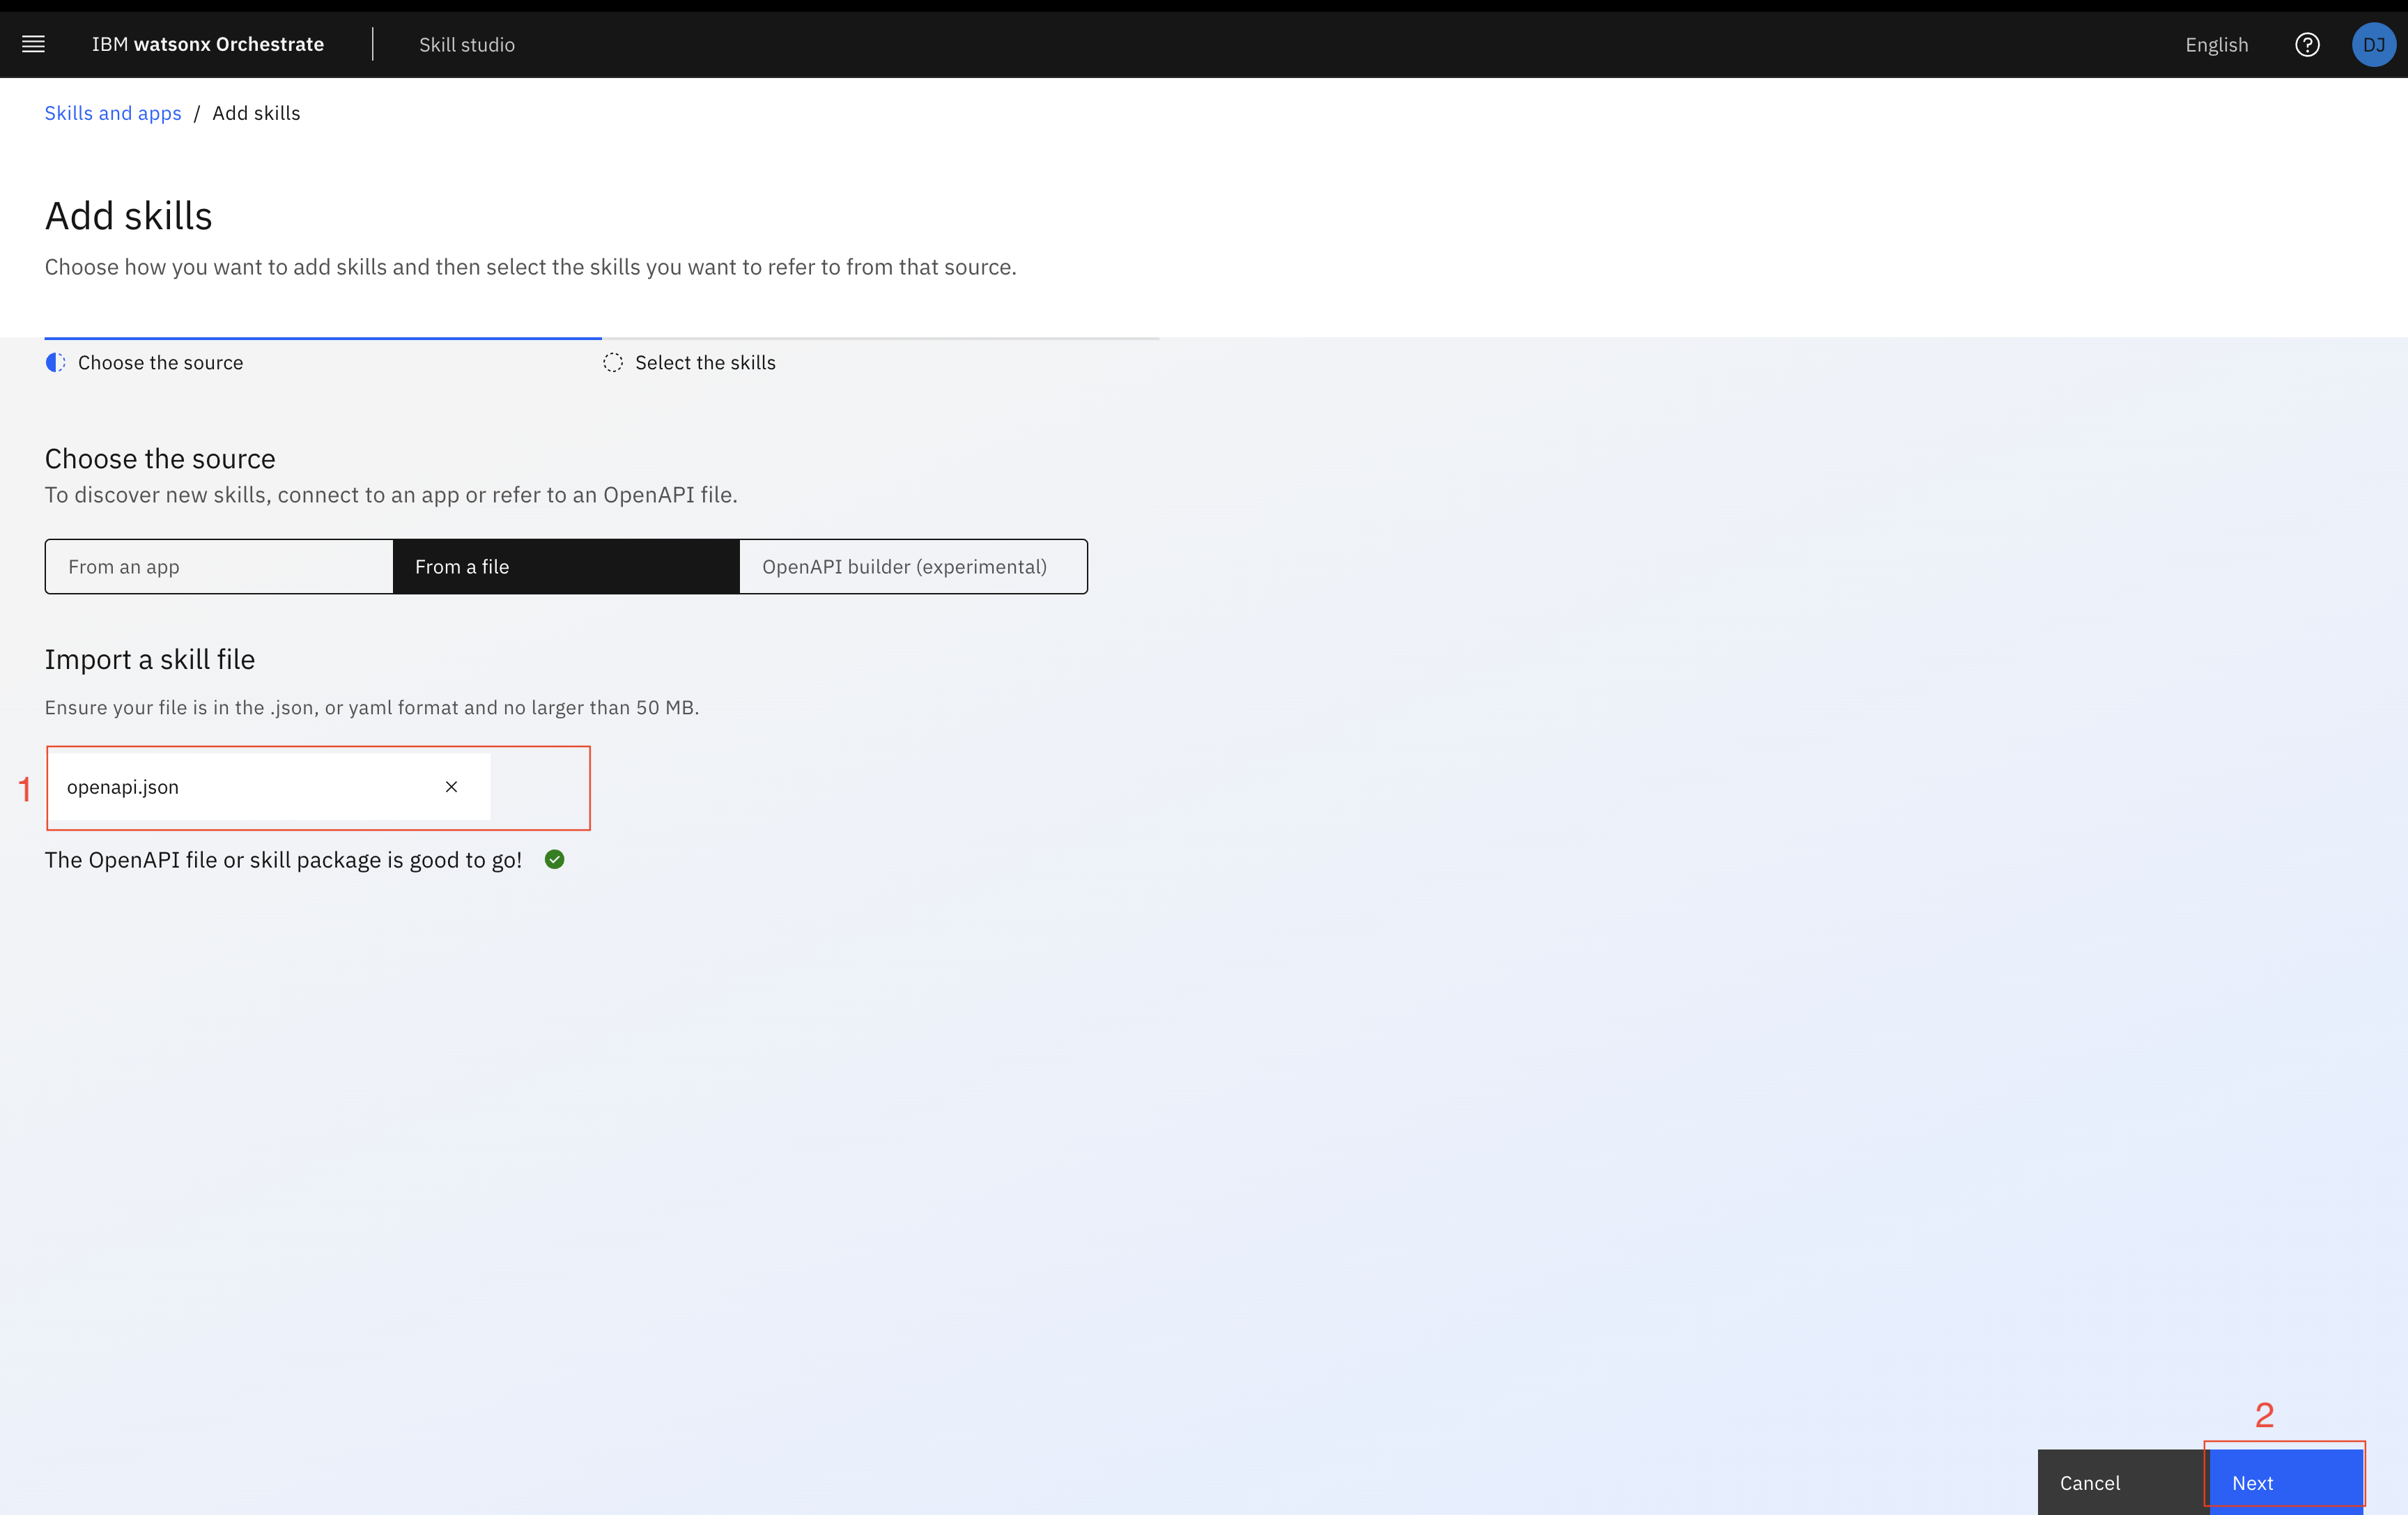 IBM watsonx Orchestrate Skill studio English DJ
Skills and apps / Add skills
Add skills
Choose how you want to add skills and then select the skills you want to refer to from that source.
Choose the source Select the skills
Choose the source
To discover new skills, connect to an app or refer to an OpenAPI file.
From an app From a file OpenAPI builder (experimental)
Import a skill file
Ensure your file is in the .json, or yaml format and no larger than 50 MB.
1 openapi.json
The OpenAPI file or skill package is good to go!
2
Cancel Next